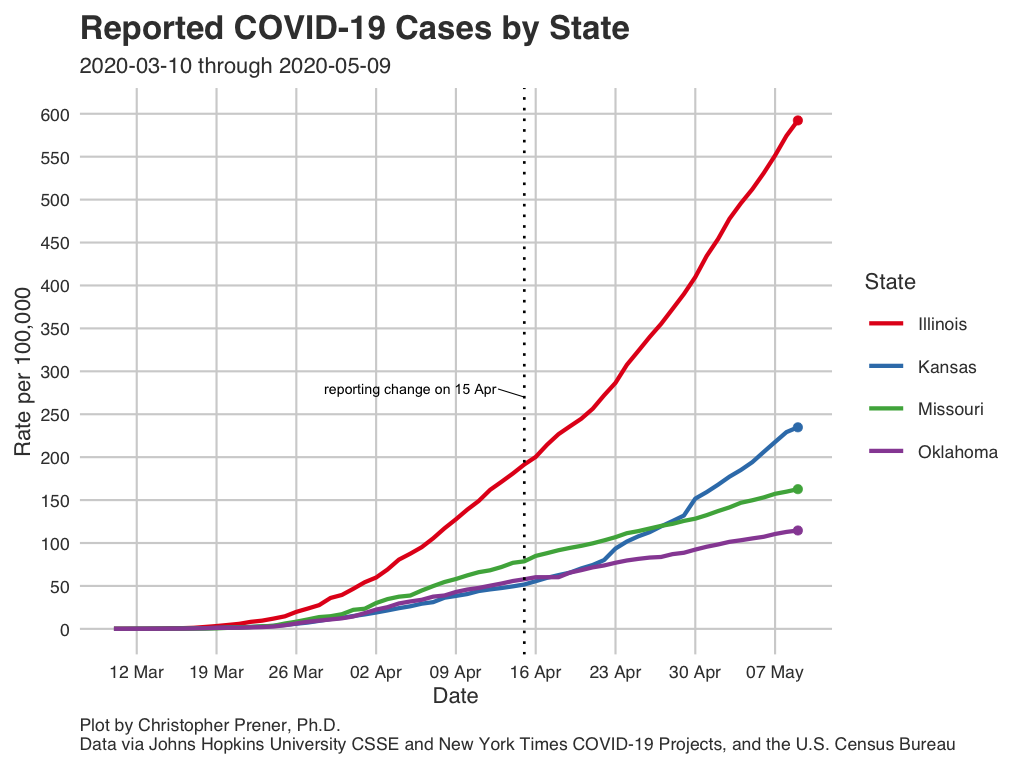 Reported COVID-19 Cases by State
2020-03-10 through 2020-05-09
600
550
500
450
400
350
300
250
200
150
100
50
0
Rate per 100,000
reporting change on 15 Apr
12 Mar
19 Mar
26 Mar
02 Apr
09 Apr
16 Apr
23 Apr
30 Apr
07 May
Date
State
Illinois
Kansas
Missouri
Oklahoma
Plot by Christopher Prener, Ph.D.
Data via Johns Hopkins University CSSE and New York Times COVID-19 Projects, and the U.S. Census Bureau